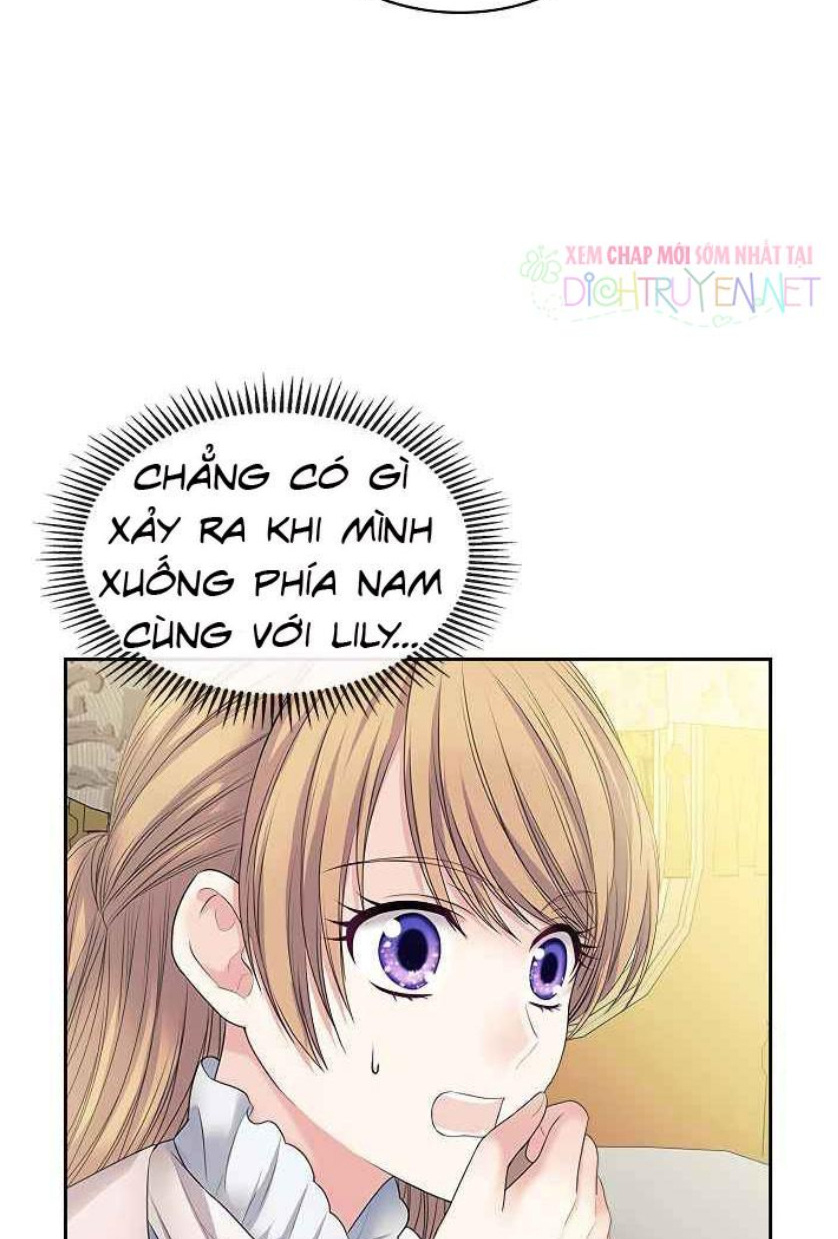 XEM CHAP MỚI SỚM NHẤT TẠI
DICHTRUYEN.NET
CHẲNG CÓ GÌ
XẢY RA KHI MÌNH
XUỐNG PHÍA NAM
CÙNG VỚI LILY...